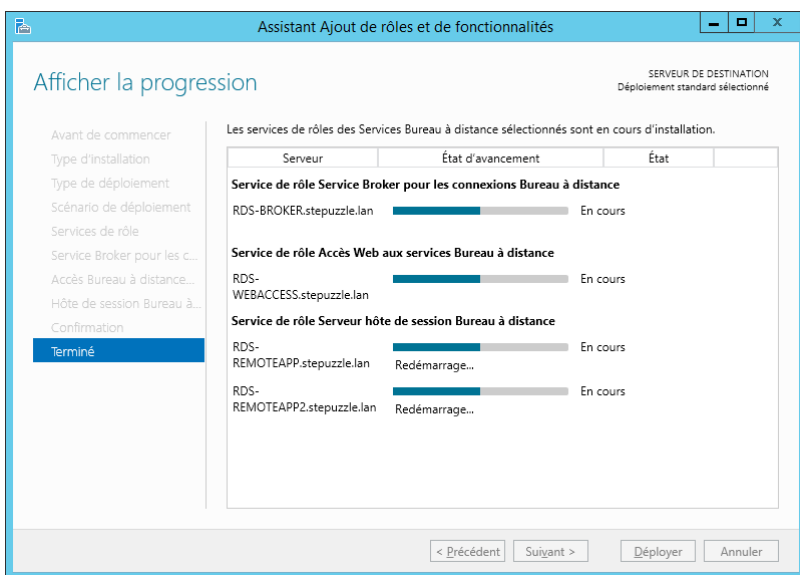 Assistant Ajout de rôles et de fonctionnalités
Afficher la progression
SERVEUR DE DESTINATION
Déploiement standard sélectionné
Avant de commencer
Type d'installation
Type de déploiement
Scénario de déploiement
Services de rôle
Service Broker pour les c...
Accès Bureau à distance...
Hôte de session Bureau à...
Confirmation
Terminé
Les services de rôles des Services Bureau à distance sélectionnés sont en cours d'installation.
Serveur État d'avancement État
Service de rôle Service Broker pour les connexions Bureau à distance
RDS-BROKER.stepuzzle.lan En cours
Service de rôle Accès Web aux services Bureau à distance
RDS- En cours
WEBACCESS.stepuzzle.lan
Service de rôle Serveur hôte de session Bureau à distance
RDS- En cours
REMOTEAPP.stepuzzle.lan Redémarrage...
RDS- En cours
REMOTEAPP2.stepuzzle.lan Redémarrage...
< Précédent Suivant > Déployer Annuler